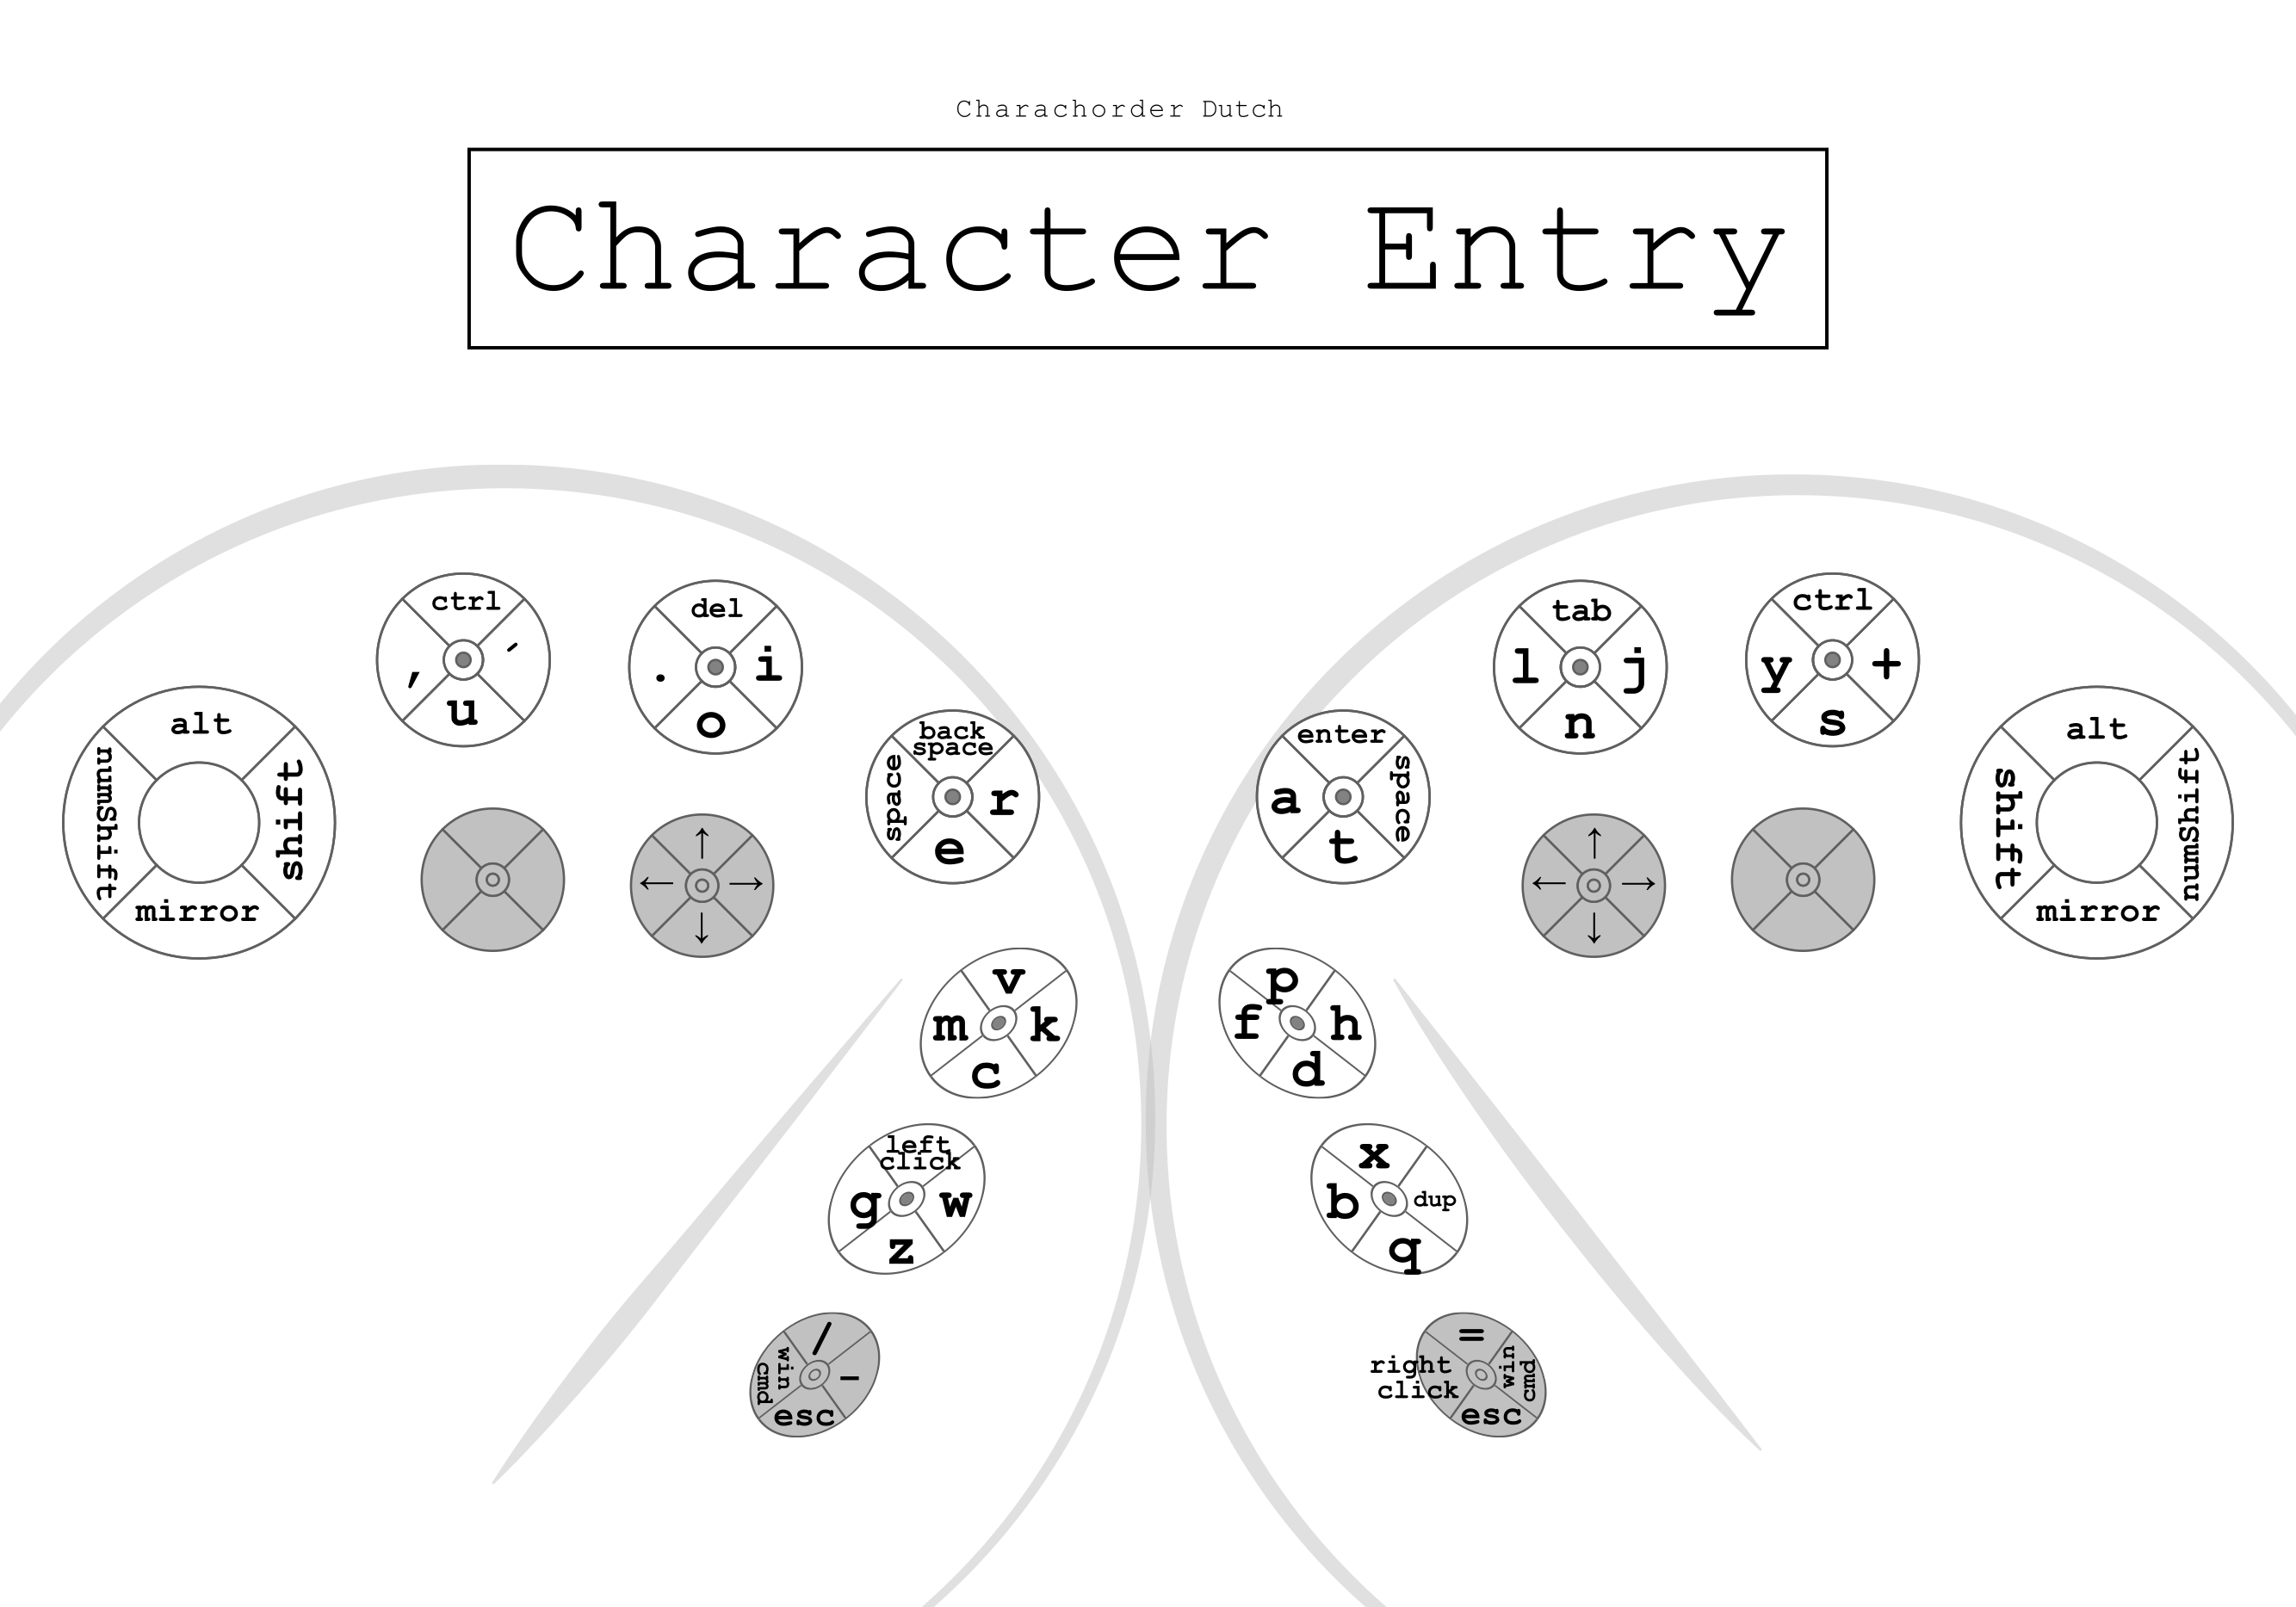 Charachorder Dutch
Character Entry
alt
numShift
shift
mirror
ctrl
,
´
u
del
.
i
o
back
space
space
r
e
enter
a
space
t
tab
l
j
n
ctrl
y
+
s
alt
shift
numShift
mirror
↑
←
→
↓
↑
←
→
↓
v
m
k
c
p
f
h
d
left
click
g
w
z
x
b
dup
q
/
win
cmd
-
esc
=
right
click
win
cmd
esc